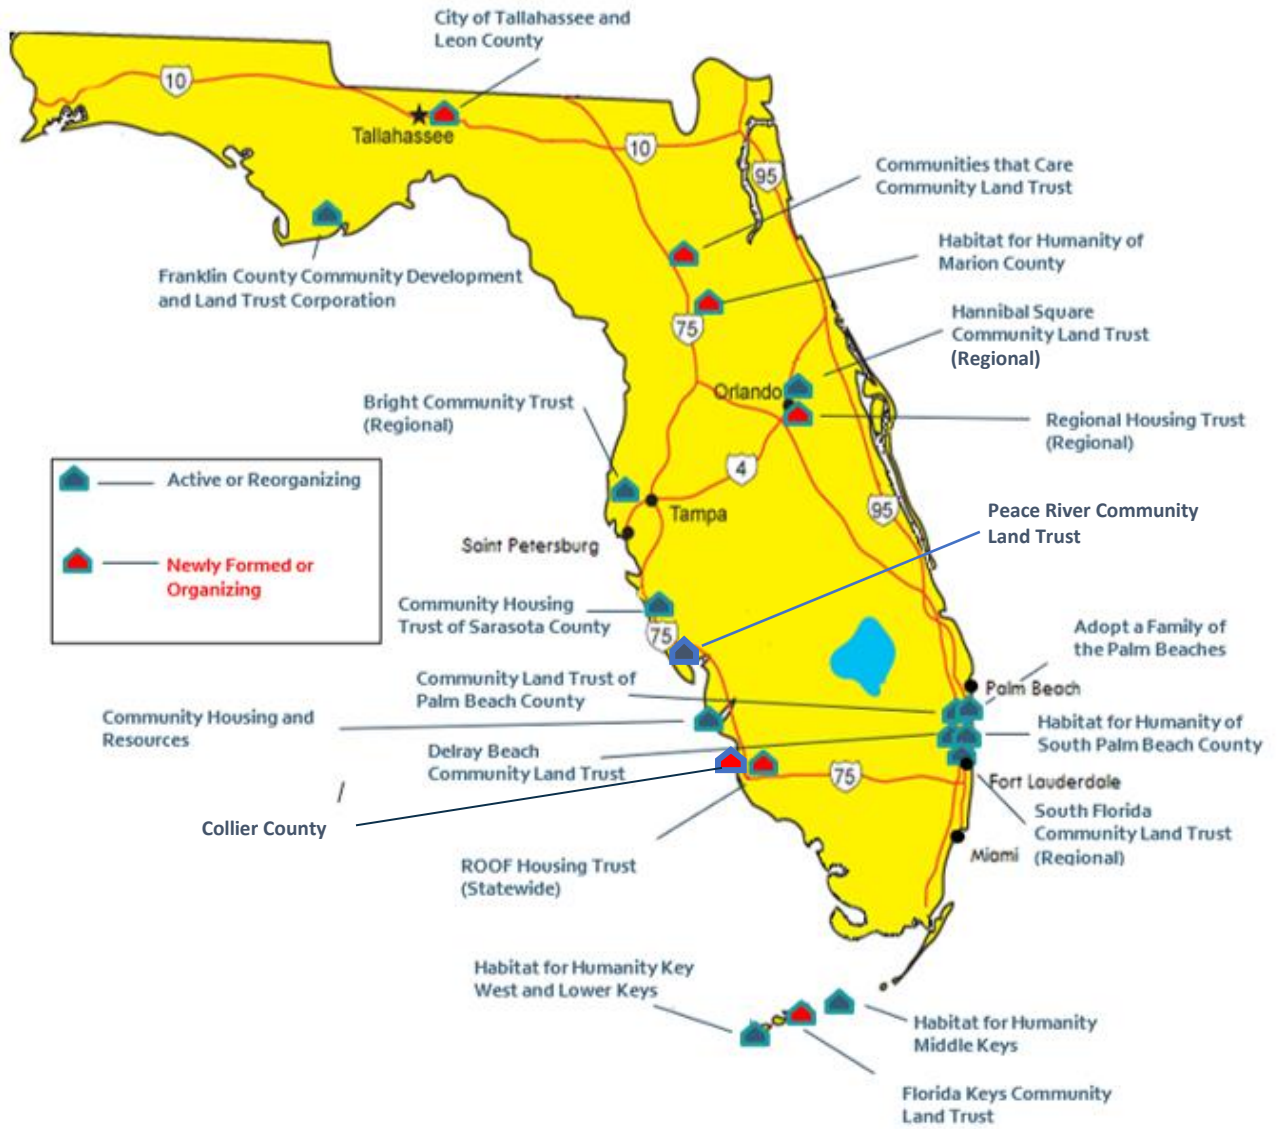 City of Tallahassee and
Leon County
10
Tallahassee
10
95
Communities that Care
Community Land Trust
Habitat for Humanity of
Marion County
Franklin County Community Development
and Land Trust Corporation
Hannibal Square
Community Land Trust
(Regional)
75
Orlando
Bright Community Trust
(Regional)
Regional Housing Trust
(Regional)
4
Active or Reorganizing
Newly Formed or
Organizing
95
Tampa
Saint Petersburg
Peace River Community
Land Trust
Community Housing
Trust of Sarasota County
75
Adopt a Family of
the Palm Beaches
Community Land Trust of
Palm Beach County
Palm Beach
Community Housing and
Resources
Habitat for Humanity of
South Palm Beach County
Delray Beach
Community Land Trust
75
Fort Lauderdale
/
Collier County
South Florida
Community Land Trust
(Regional)
Miami
ROOF Housing Trust
(Statewide)
Habitat for Humanity Key
West and Lower Keys
Habitat for Humanity
Middle Keys
Florida Keys Community
Land Trust